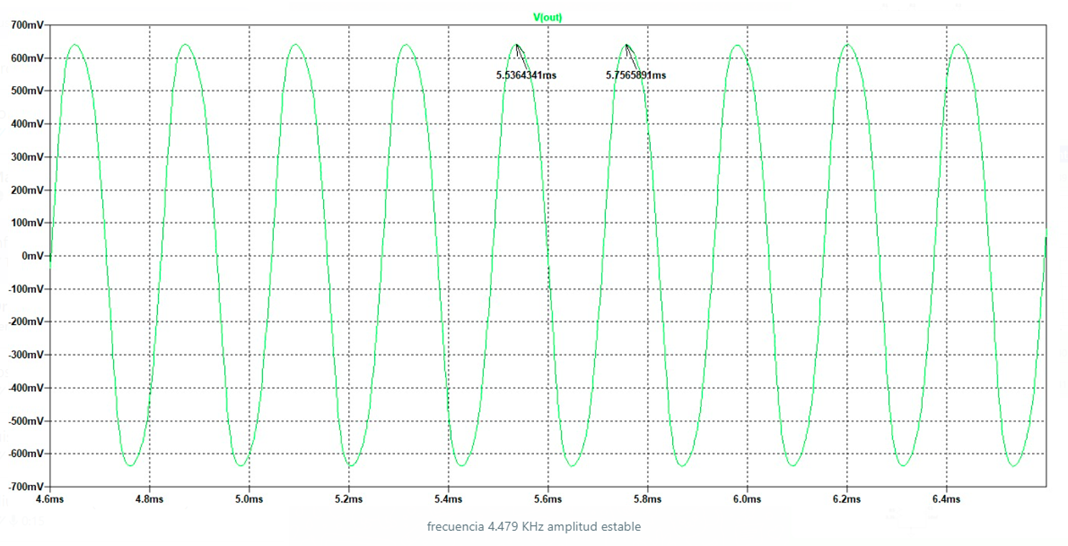 V(out)
700mV
600mV
5.5364341ms 5.7565891ms
500mV
400mV
300mV
200mV
100mV
0mV
-100mV
-200mV
-300mV
-400mV
-500mV
-600mV
-700mV
4.6ms 4.8ms 5.0ms 5.2ms 5.4ms 5.6ms 5.8ms 6.0ms 6.2ms 6.4ms
frecuencia 4.479 KHz amplitud estable